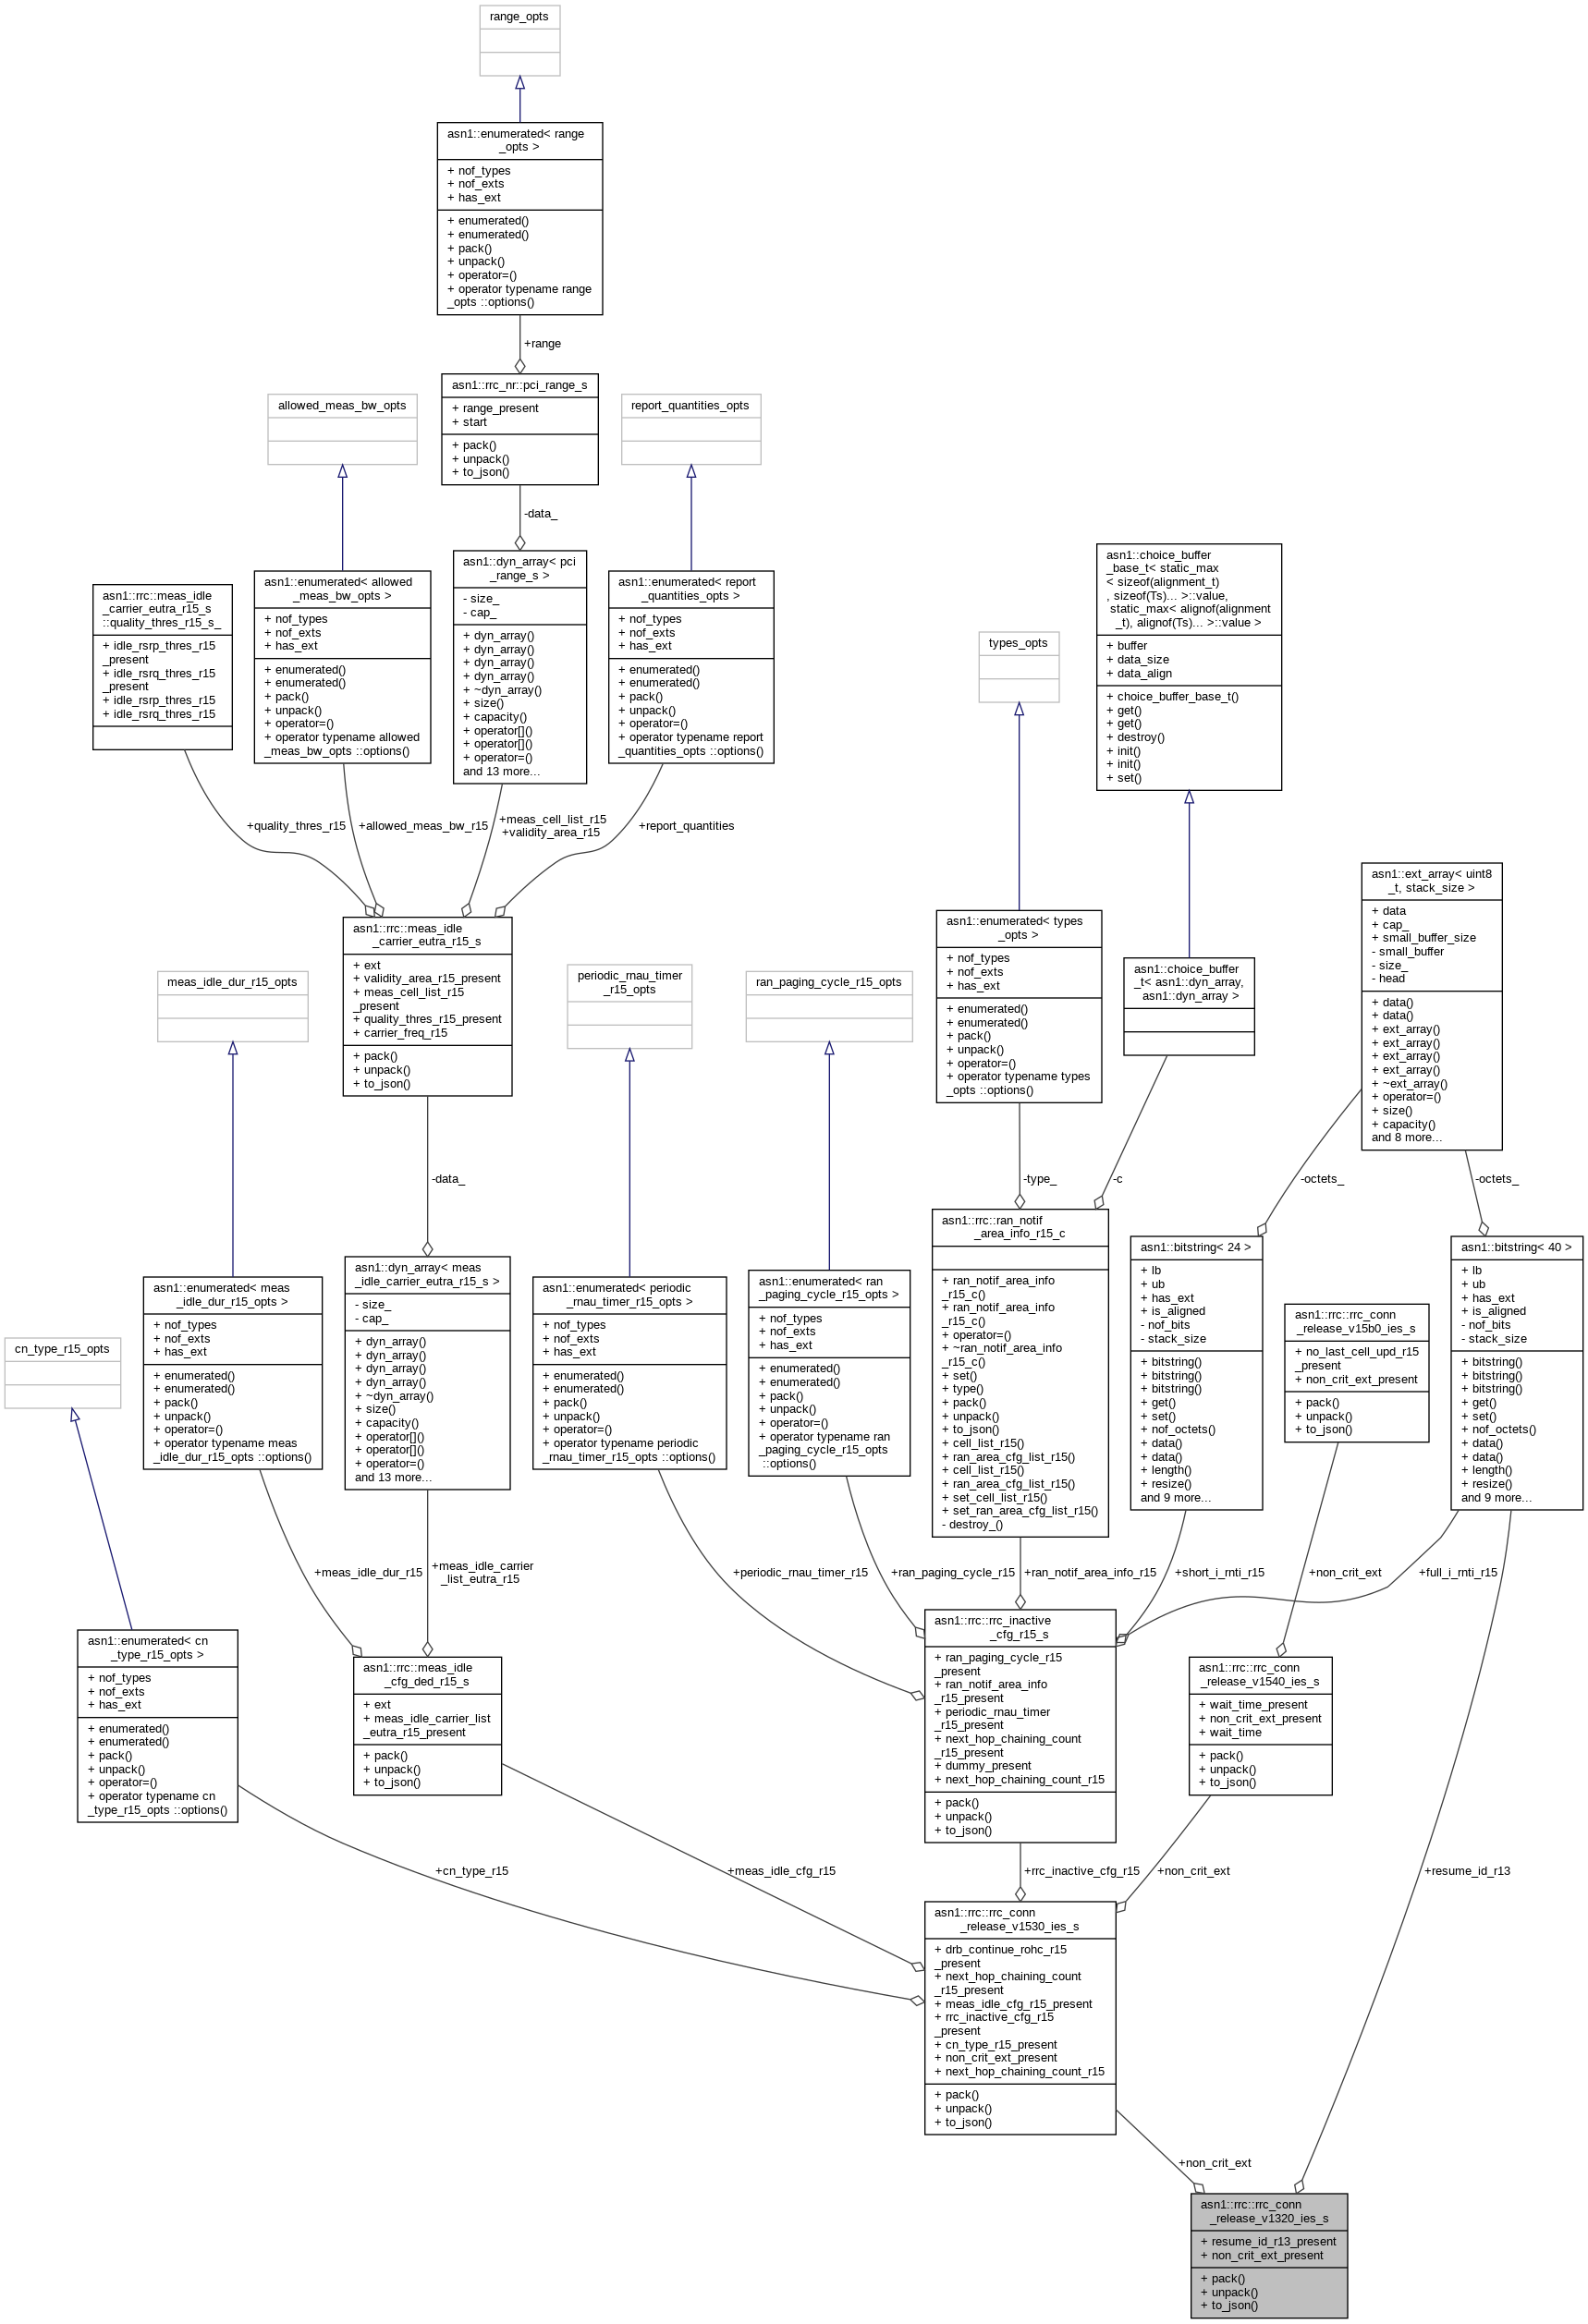 range_opts
asn1::enumerated< range
_opts >
+ nof_types
+ nof_exts
+ has_ext
+ enumerated()
+ enumerated()
+ pack()
+ unpack()
+ operator=()
+ operator typename range
_opts ::options()
+range
asn1::rrc_nr::pci_range_s
+ range_present
+ start
+ pack()
+ unpack()
+ to_json()
allowed_meas_bw_opts
report_quantities_opts
-data_
asn1::rrc::meas_idle
_carrier_eutra_r15_s
::quality_thres_r15_s_
+ idle_rsrp_thres_r15
_present
+ idle_rsrq_thres_r15
_present
+ idle_rsrp_thres_r15
+ idle_rsrq_thres_r15
asn1::enumerated< allowed
_meas_bw_opts >
+ nof_types
+ nof_exts
+ has_ext
+ enumerated()
+ enumerated()
+ pack()
+ unpack()
+ operator=()
+ operator typename allowed
_meas_bw_opts ::options()
asn1::dyn_array< pci
_range_s >
- size_
- cap_
+ dyn_array()
+ dyn_array()
+ dyn_array()
+ dyn_array()
+ ~dyn_array()
+ size()
+ capacity()
+ operator[]()
+ operator[]()
+ operator=()
and 13 more...
asn1::enumerated< report
_quantities_opts >
+ nof_types
+ nof_exts
+ has_ext
+ enumerated()
+ enumerated()
+ pack()
+ unpack()
+ operator=()
+ operator typename report
_quantities_opts ::options()
types_opts
asn1::choice_buffer
_base_t< static_max
< sizeof(alignment_t)
, sizeof(Ts)... >::value,
static_max< alignof(alignment
_t), alignof(Ts)... >::value >
+ buffer
+ data_size
+ data_align
+ choice_buffer_base_t()
+ get()
+ get()
+ destroy()
+ init()
+ init()
+ set()
+quality_thres_r15
+allowed_meas_bw_r15
+meas_cell_list_r15
+validity_area_r15
+report_quantities
asn1::rrc::meas_idle
_carrier_eutra_r15_s
+ ext
+ validity_area_r15_present
+ meas_cell_list_r15
_present
+ quality_thres_r15_present
+ carrier_freq_r15
+ pack()
+ unpack()
+ to_json()
asn1::enumerated< types
_opts >
+ nof_types
+ nof_exts
+ has_ext
+ enumerated()
+ enumerated()
+ pack()
+ unpack()
+ operator=()
+ operator typename types
_opts ::options()
asn1::choice_buffer
_t< asn1::dyn_array,
asn1::dyn_array >
asn1::ext_array< uint8
_t, stack_size >
+ data
+ cap_
+ small_buffer_size
- small_buffer
- size_
- head
+ data()
+ data()
+ ext_array()
+ ext_array()
+ ext_array()
+ ext_array()
+ ~ext_array()
+ operator=()
+ size()
+ capacity()
and 8 more...
meas_idle_dur_r15_opts
periodic_rnau_timer
_r15_opts
ran_paging_cycle_r15_opts
-data_
-type_
-c
-octets_
-octets_
cn_type_r15_opts
asn1::enumerated< meas
_idle_dur_r15_opts >
+ nof_types
+ nof_exts
+ has_ext
+ enumerated()
+ enumerated()
+ pack()
+ unpack()
+ operator=()
+ operator typename meas
_idle_dur_r15_opts ::options()
asn1::dyn_array< meas
_idle_carrier_eutra_r15_s >
- size_
- cap_
+ dyn_array()
+ dyn_array()
+ dyn_array()
+ dyn_array()
+ ~dyn_array()
+ size()
+ capacity()
+ operator[]()
+ operator[]()
+ operator=()
and 13 more...
asn1::enumerated< periodic
_rnau_timer_r15_opts >
+ nof_types
+ nof_exts
+ has_ext
+ enumerated()
+ enumerated()
+ pack()
+ unpack()
+ operator=()
+ operator typename periodic
_rnau_timer_r15_opts ::options()
asn1::enumerated< ran
_paging_cycle_r15_opts >
+ nof_types
+ nof_exts
+ has_ext
+ enumerated()
+ enumerated()
+ pack()
+ unpack()
+ operator=()
+ operator typename ran
_paging_cycle_r15_opts
::options()
asn1::rrc::ran_notif
_area_info_r15_c
+ ran_notif_area_info
_r15_c()
+ ran_notif_area_info
_r15_c()
+ operator=()
+ ~ran_notif_area_info
_r15_c()
+ set()
+ type()
+ pack()
+ unpack()
+ to_json()
+ cell_list_r15()
+ ran_area_cfg_list_r15()
+ cell_list_r15()
+ ran_area_cfg_list_r15()
+ set_cell_list_r15()
+ set_ran_area_cfg_list_r15()
- destroy_()
asn1::bitstring< 24 >
+ lb
+ ub
+ has_ext
+ is_aligned
- nof_bits
- stack_size
+ bitstring()
+ bitstring()
+ bitstring()
+ get()
+ set()
+ nof_octets()
+ data()
+ data()
+ length()
+ resize()
and 9 more...
asn1::rrc::rrc_conn
_release_v15b0_ies_s
+ no_last_cell_upd_r15
_present
+ non_crit_ext_present
+ pack()
+ unpack()
+ to_json()
asn1::bitstring< 40 >
+ lb
+ ub
+ has_ext
+ is_aligned
- nof_bits
- stack_size
+ bitstring()
+ bitstring()
+ bitstring()
+ get()
+ set()
+ nof_octets()
+ data()
+ data()
+ length()
+ resize()
and 9 more...
+meas_idle_dur_r15
+meas_idle_carrier
_list_eutra_r15
+periodic_rnau_timer_r15
+ran_paging_cycle_r15
+ran_notif_area_info_r15
+short_i_rnti_r15
+non_crit_ext
+full_i_rnti_r15
asn1::enumerated< cn
_type_r15_opts >
+ nof_types
+ nof_exts
+ has_ext
+ enumerated()
+ enumerated()
+ pack()
+ unpack()
+ operator=()
+ operator typename cn
_type_r15_opts ::options()
asn1::rrc::meas_idle
_cfg_ded_r15_s
+ ext
+ meas_idle_carrier_list
_eutra_r15_present
+ pack()
+ unpack()
+ to_json()
asn1::rrc::rrc_inactive
_cfg_r15_s
+ ran_paging_cycle_r15
_present
+ ran_notif_area_info
_r15_present
+ periodic_rnau_timer
_r15_present
+ next_hop_chaining_count
_r15_present
+ dummy_present
+ next_hop_chaining_count_r15
+ pack()
+ unpack()
+ to_json()
asn1::rrc::rrc_conn
_release_v1540_ies_s
+ wait_time_present
+ non_crit_ext_present
+ wait_time
+ pack()
+ unpack()
+ to_json()
+cn_type_r15
+meas_idle_cfg_r15
+rrc_inactive_cfg_r15
+non_crit_ext
+resume_id_r13
asn1::rrc::rrc_conn
_release_v1530_ies_s
+ drb_continue_rohc_r15
_present
+ next_hop_chaining_count
_r15_present
+ meas_idle_cfg_r15_present
+ rrc_inactive_cfg_r15
_present
+ cn_type_r15_present
+ non_crit_ext_present
+ next_hop_chaining_count_r15
+ pack()
+ unpack()
+ to_json()
+non_crit_ext
asn1::rrc::rrc_conn
_release_v1320_ies_s
+ resume_id_r13_present
+ non_crit_ext_present
+ pack()
+ unpack()
+ to_json()